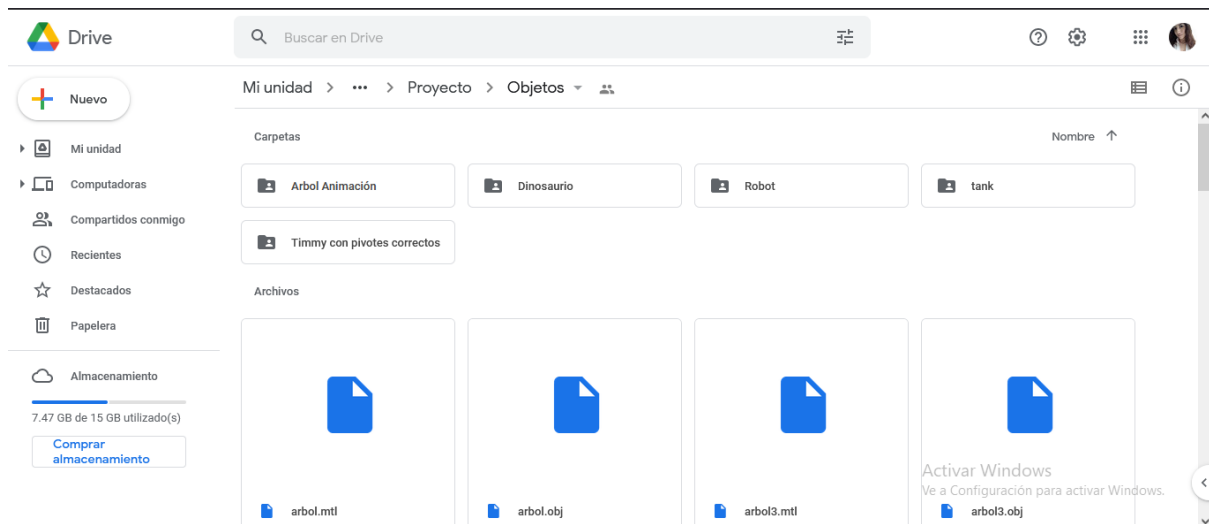 Drive
Buscar en Drive
Nuevo
Mi unidad
Computadoras
Compartidos conmigo
Recientes
Destacados
Papelera
Almacenamiento
7.47 GB de 15 GB utilizado(s)
Comprar
almacenamiento
Mi unidad > ••• > Proyecto > Objetos
Carpetas
Nombre
Arbol Animación
Dinosaurio
Robot
tank
Timmy con pivotes correctos
Archivos
arbol.mtl
arbol.obj
arbol3.mtl
arbol3.obj
Activar Windows
Ve a Configuración para activar Windows.